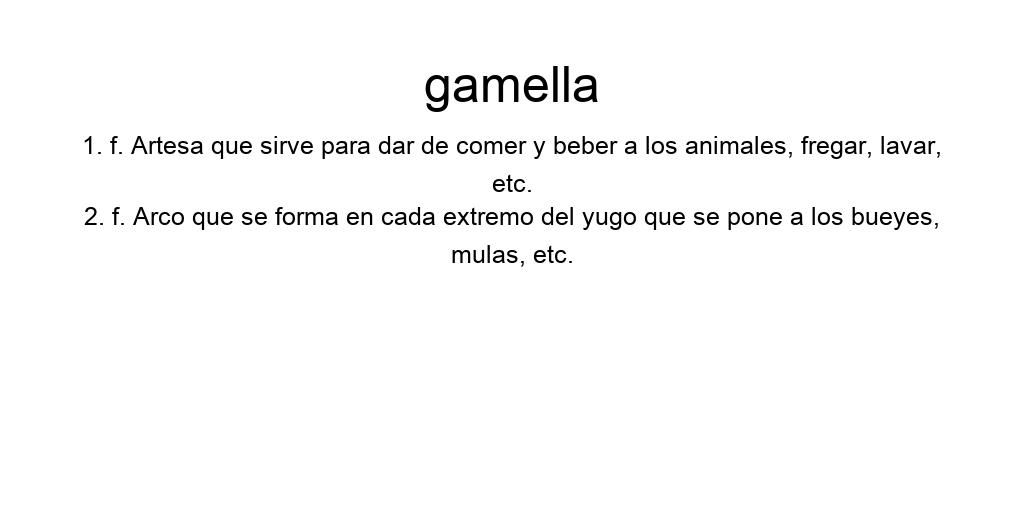 gamella
1. f. Artesa que sirve para dar de comer y beber a los animales, fregar, lavar,
etc.
2. f. Arco que se forma en cada extremo del yugo que se pone a los bueyes,
mulas, etc.